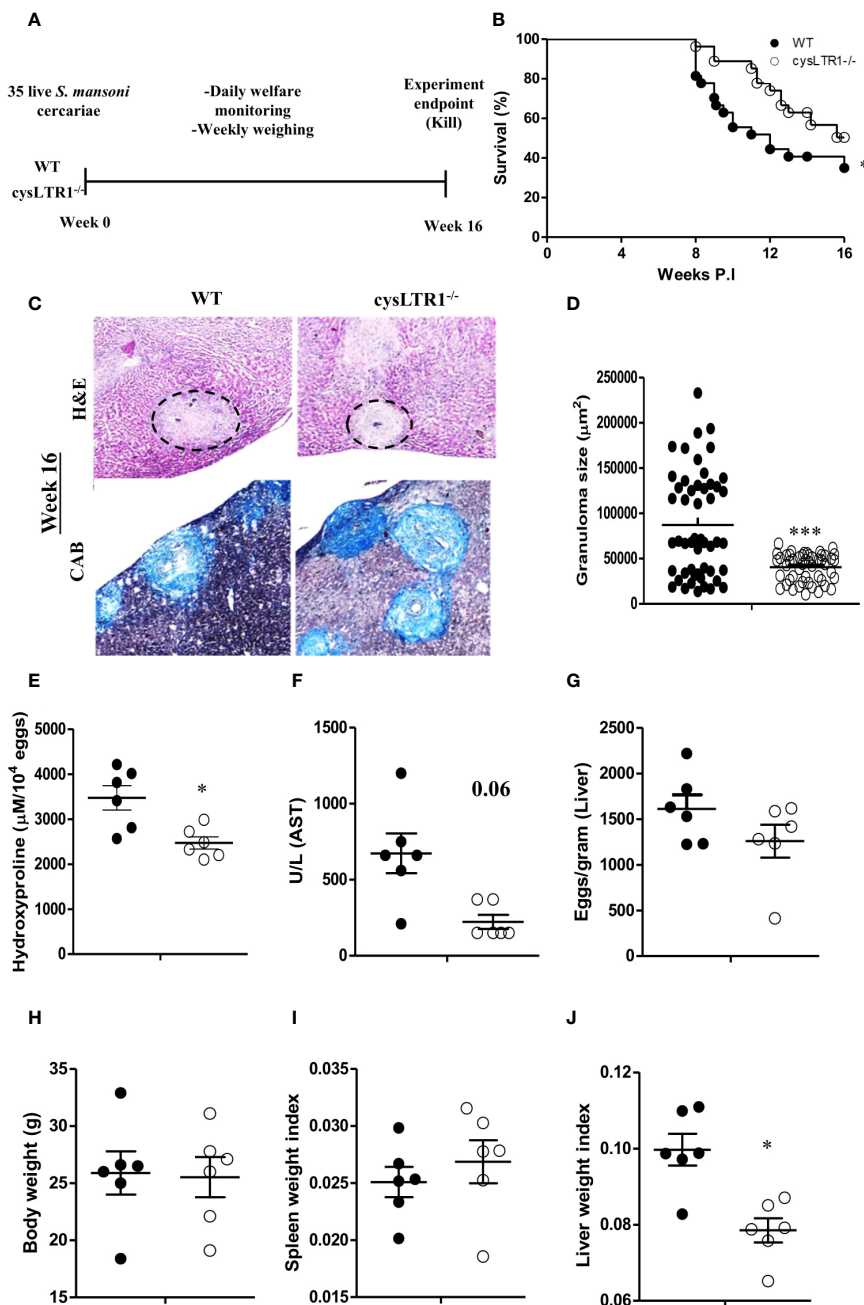 A
35 live S. mansoni
cercariae
-Daily welfare
monitoring
-Weekly weighing
Experiment
endpoint
(Kill)
WT
cysLTR1-/-
Week 0
Week 16
B
WT
cysLTR1-/-
Survival (%)
100
80
60
40
20
0
0
4
8
12
16
*
Weeks P.I
C
WT
cysLTR1-/-
H&E
Week 16
CAB
D
Granuloma size (μm²)
250000
200000
150000
100000
50000
0
***
E
Hydroxyproline (μM/10⁴ eggs)
5000
4000
3000
2000
1000
0
*
F
U/L (AST)
1500
1000
500
0
0.06
G
Eggs/gram (Liver)
2500
2000
1500
1000
500
0
H
Body weight (g)
35
30
25
20
15
I
Spleen weight index
0.035
0.030
0.025
0.020
0.015
J
Liver weight index
0.12
0.10
0.08
0.06
*